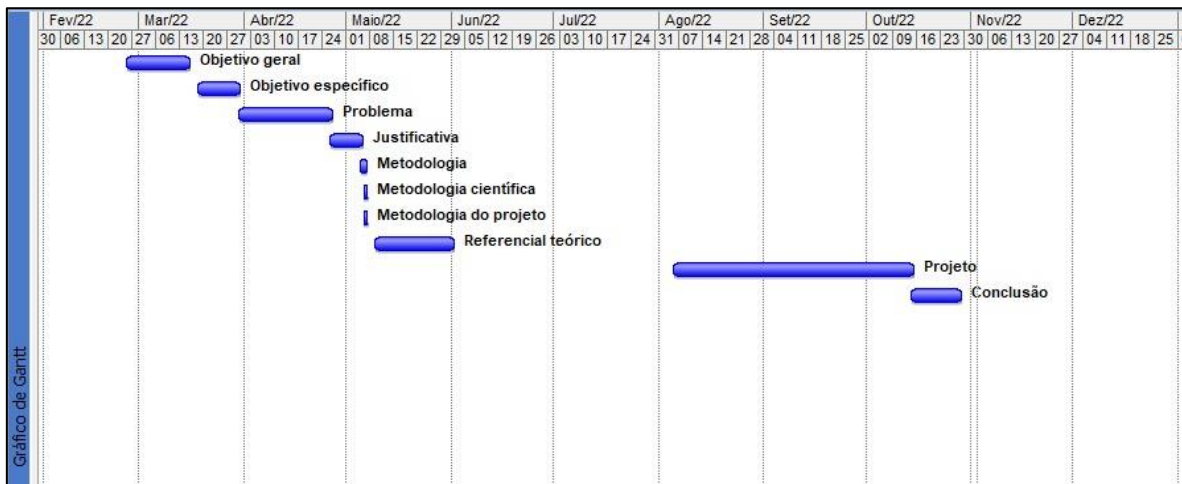 Fev/22 Mar/22 Abr/22 Maio/22 Jun/22 Jul/22 Ago/22 Set/22 Out/22 Nov/22 Dez/22
30 06 13 20 27 06 13 20 27 03 10 17 24 01 08 15 22 29 05 12 19 26 03 10 17 24 31 07 14 21 28 04 11 18 25 02 09 16 23 30 06 13 20 27 04 11 18 25
Objetivo geral
Objetivo específico
Problema
Justificativa
Metodologia
Metodologia científica
Metodologia do projeto
Referencial teórico
Projeto
Conclusão
Gráfico de Gantt